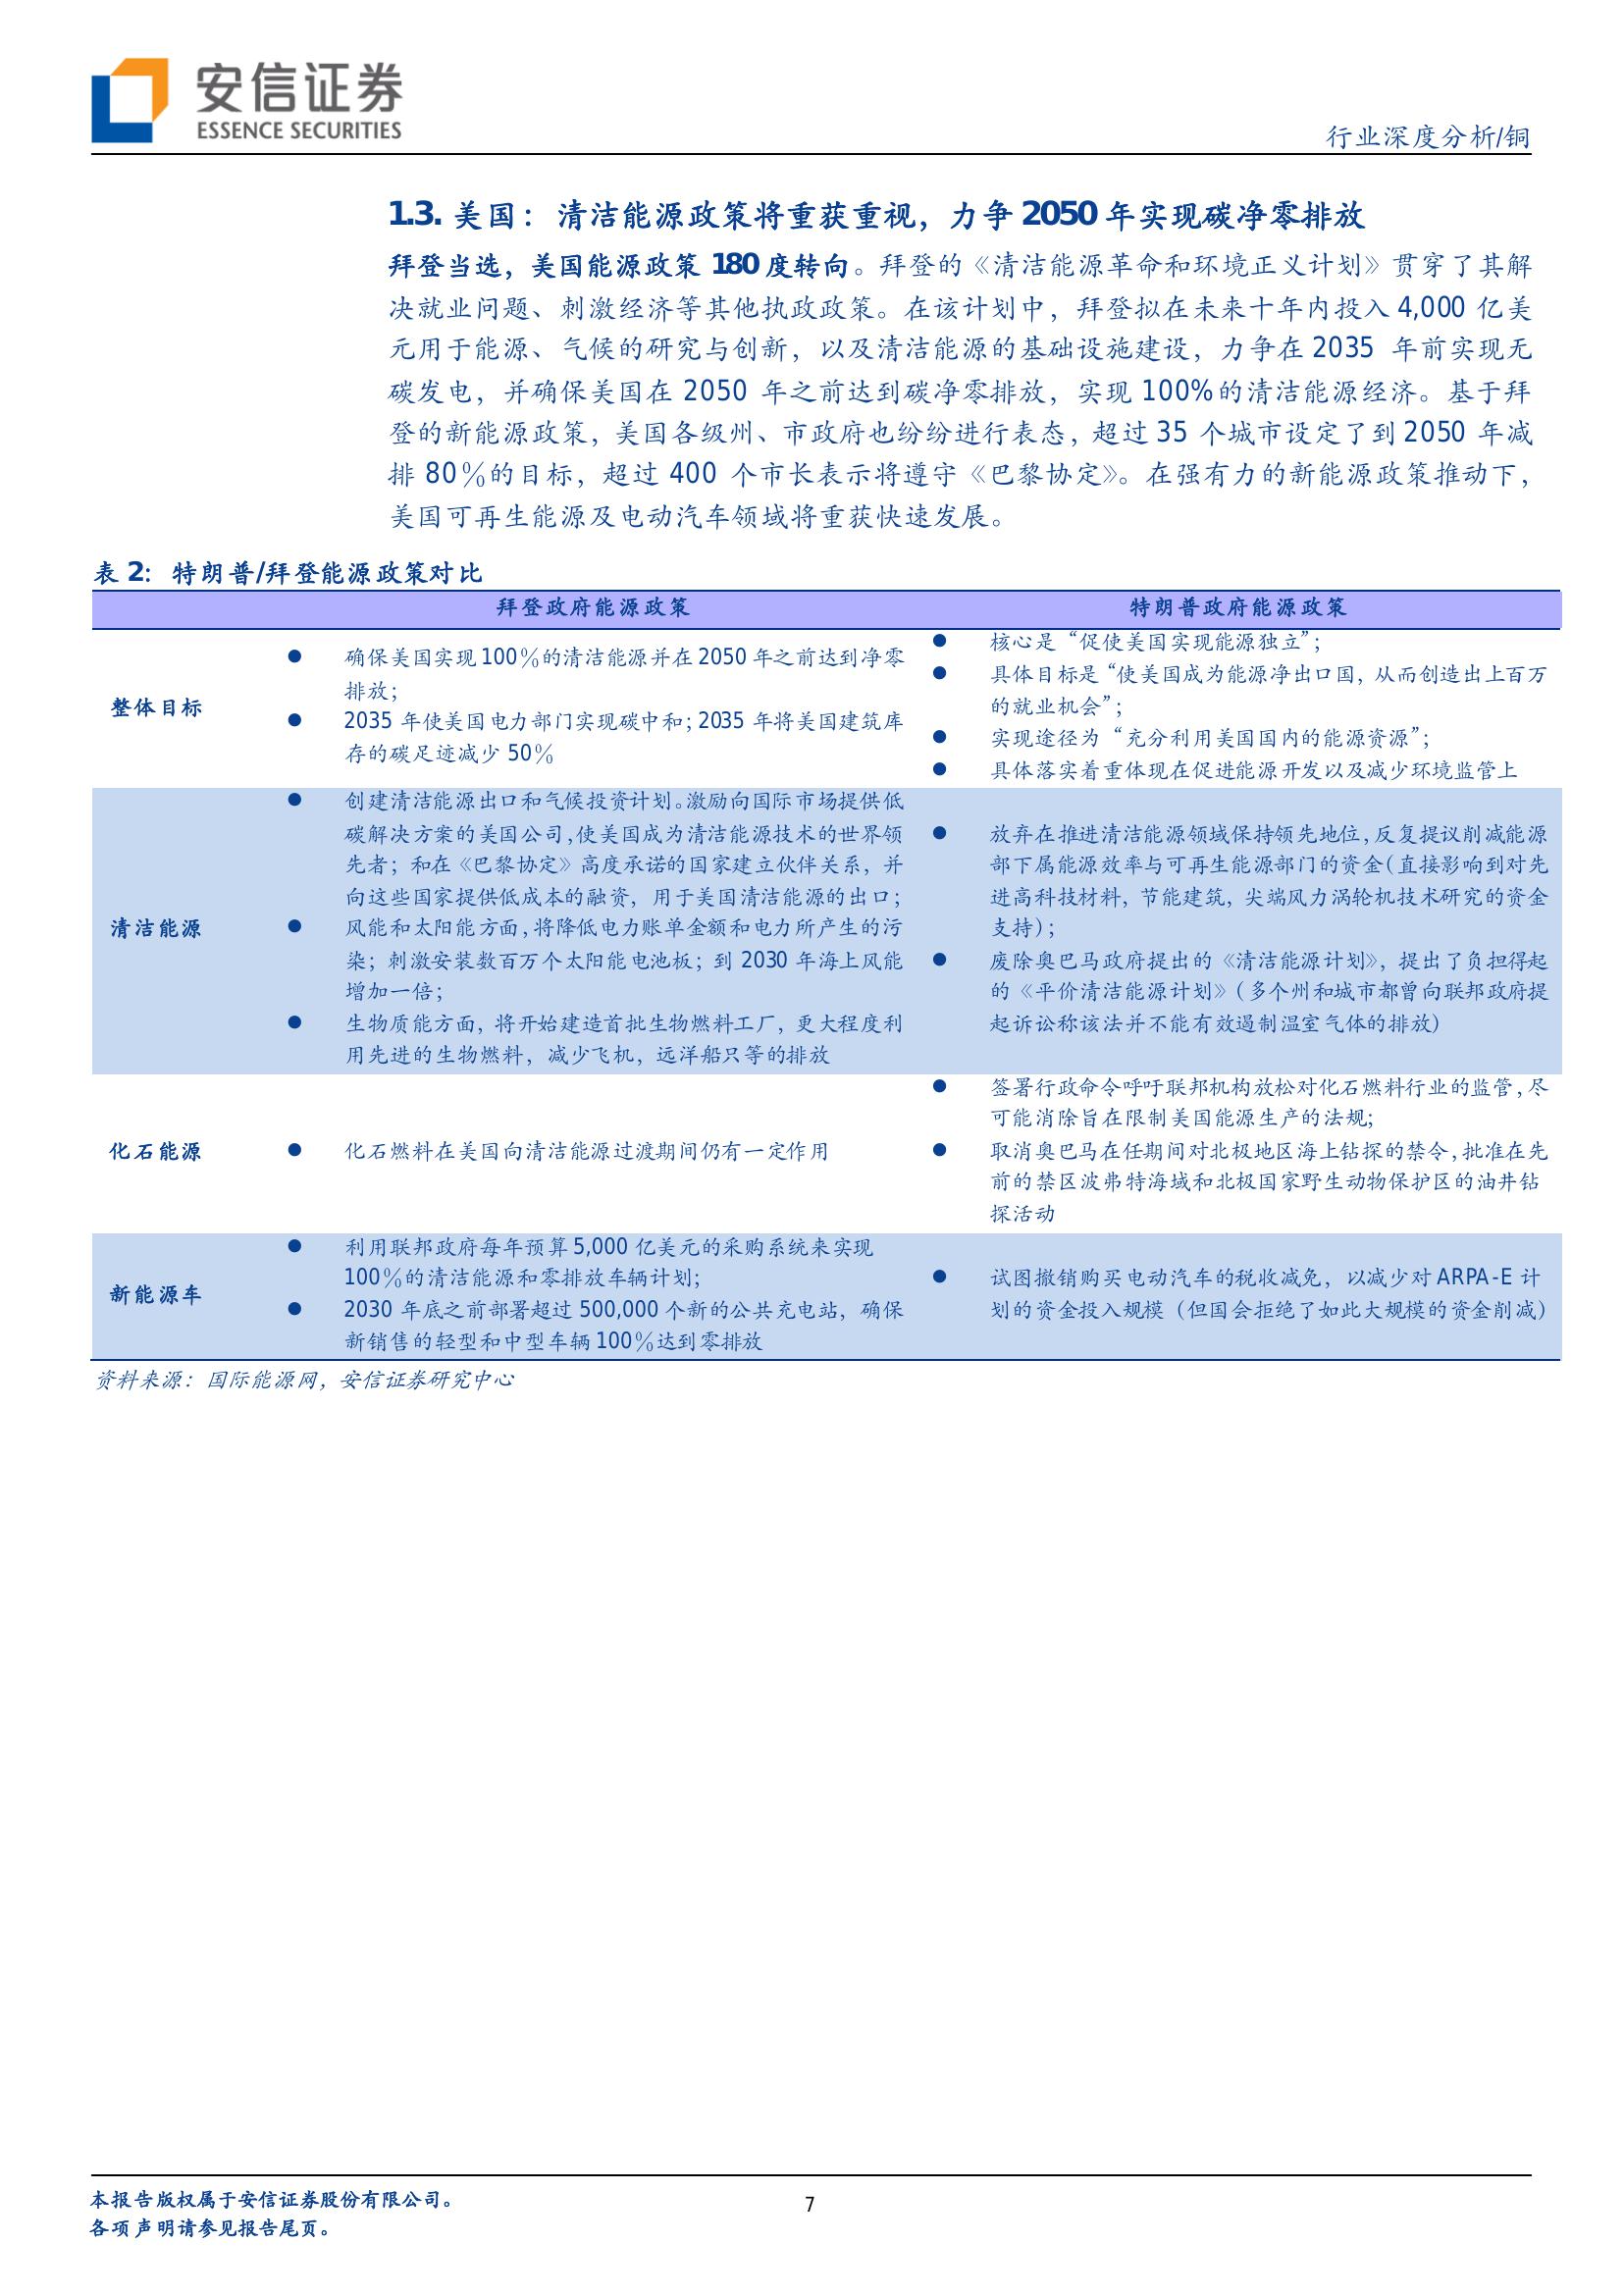 安信证券
ESSENCE SECURITIES
行业深度分析/铜
1.3. 美国：清洁能源政策将重获重视，力争 2050 年实现碳净零排放
拜登当选，美国能源政策 180 度转向。拜登的《清洁能源革命和环境正义计划》贯穿了其解
决就业问题、刺激经济等其他执政政策。在该计划中，拜登拟在未来十年内投入 4,000 亿美
元用于能源、气候的研究与创新，以及清洁能源的基础设施建设，力争在 2035 年前实现无
碳发电，并确保美国在 2050 年之前达到碳净零排放，实现 100%的清洁能源经济。基于拜
登的新能源政策，美国各级州、市政府也纷纷进行表态，超过 35 个城市设定了到 2050 年减
排 80％的目标，超过 400 个市长表示将遵守《巴黎协定》。在强有力的新能源政策推动下，
美国可再生能源及电动汽车领域将重获快速发展。
表 2：特朗普/拜登能源政策对比
拜登政府能源政策 特朗普政府能源政策
整体目标
● 确保美国实现 100％的清洁能源并在 2050 年之前达到净零
排放；
● 2035 年使美国电力部门实现碳中和；2035 年将美国建筑库
存的碳足迹减少 50％
● 核心是“促使美国实现能源独立”；
● 具体目标是“使美国成为能源净出口国，从而创造出上百万
的就业机会”；
● 实现途径为“充分利用美国国内的能源资源”；
● 具体落实着重体现在促进能源开发以及减少环境监管上
清洁能源
● 创建清洁能源出口和气候投资计划。激励向国际市场提供低
碳解决方案的美国公司，使美国成为清洁能源技术的世界领
先者；和在《巴黎协定》高度承诺的国家建立伙伴关系，并
向这些国家提供低成本的融资，用于美国清洁能源的出口；
● 风能和太阳能方面，将降低电力账单金额和电力所产生的污
染；刺激安装数百万个太阳能电池板；到 2030 年海上风能
增加一倍；
● 生物质能方面，将开始建造首批生物燃料工厂，更大程度利
用先进的生物燃料，减少飞机，远洋船只等的排放
● 放弃在推进清洁能源领域保持领先地位，反复提议削减能源
部下属能源效率与可再生能源部门的资金（直接影响到对先
进高科技材料，节能建筑，尖端风力涡轮机技术研究的资金
支持）；
● 废除奥巴马政府提出的《清洁能源计划》，提出了负担得起
的《平价清洁能源计划》（多个州和城市都曾向联邦政府提
起诉讼称该法并不能有效遏制温室气体的排放）
化石能源
● 化石燃料在美国向清洁能源过渡期间仍有一定作用
● 签署行政命令呼吁联邦机构放松对化石燃料行业的监管，尽
可能消除旨在限制美国能源生产的法规；
● 取消奥巴马在任期间对北极地区海上钻探的禁令，批准在先
前的禁区波弗特海域和北极国家野生动物保护区的油井钻
探活动
新能源车
● 利用联邦政府每年预算 5,000 亿美元的采购系统来实现
100％的清洁能源和零排放车辆计划；
● 2030 年底之前部署超过 500,000 个新的公共充电站，确保
新销售的轻型和中型车辆 100％达到零排放
● 试图撤销购买电动汽车的税收减免，以减少对 ARPA-E 计
划的资金投入规模（但国会拒绝了如此大规模的资金削减）
资料来源：国际能源网，安信证券研究中心
本报告版权属于安信证券股份有限公司。
各项声明请参见报告尾页。
7